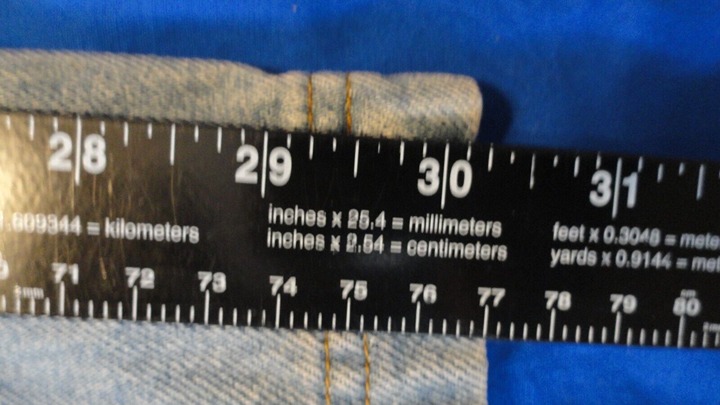 28 29 30 31
.609344 = kilometers
inches x 25.4 = millimeters
inches x 2.54 = centimeters
feet x 0.3048 = mete
yards x 0.9144 = met
71 72 73 74 75 76 77 78 79 80